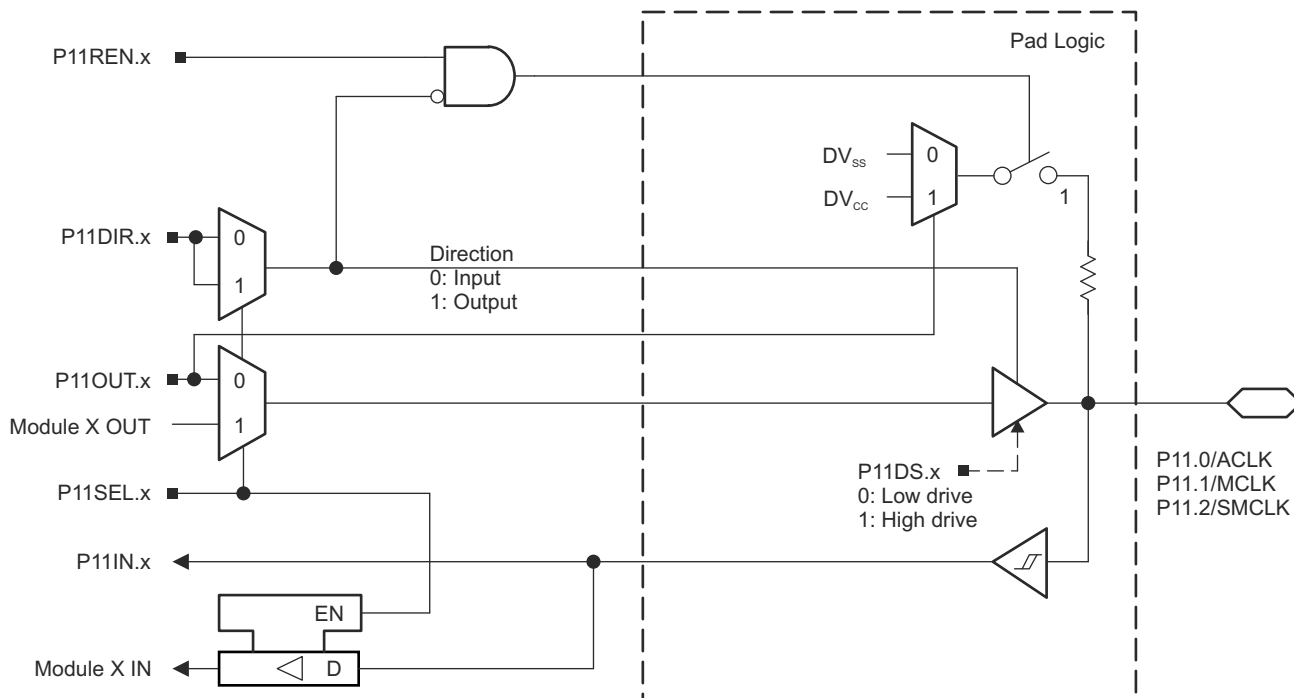 Pad Logic
P11REN.x
DVSS
0
DVCC
1
1
P11DIR.x
0
1
Direction
0: Input
1: Output
P11OUT.x
0
Module X OUT
1
P11DS.x
0: Low drive
1: High drive
P11.0/ACLK
P11.1/MCLK
P11.2/SMCLK
P11SEL.x
P11IN.x
EN
Module X IN
D